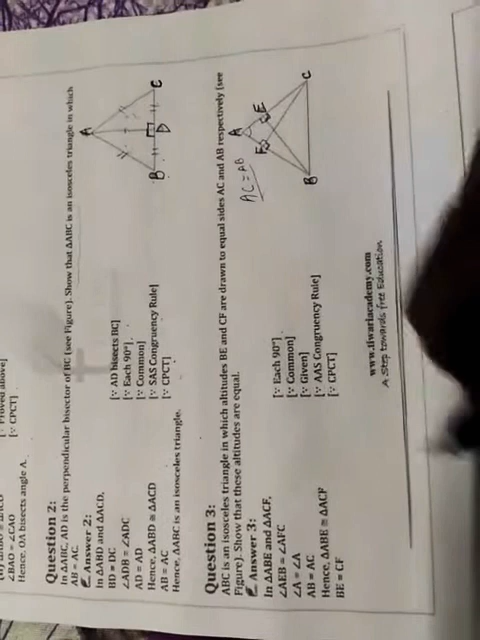 ∠BAO = ∠CAO
[∵ CPCT]
Hence, OA bisects angle A.
Question 2:
In ΔABC, AD is the perpendicular bisector of BC (see Figure). Show that ΔABC is an isosceles triangle in which
AB = AC
Answer 2:
In ΔABD and ΔACD,
BD = DC [∵ AD bisects BC]
∠ADB = ∠ADC [∵ Each 90°]
AD = AD [∵ Common]
Hence, ΔABD ≅ ΔACD [∵ SAS Congruency Rule]
AB = AC [∵ CPCT]
Hence, ΔABC is an isosceles triangle.
A
B
D
C
Question 3:
ABC is an isosceles triangle in which altitudes BE and CF are drawn to equal sides AC and AB respectively (see
Figure). Show that these altitudes are equal.
Answer 3:
In ΔABE and ΔACF,
∠AEB = ∠AFC [∵ Each 90°]
∠A = ∠A [∵ Common]
AB = AC [∵ Given]
Hence, ΔABE ≅ ΔACF [∵ AAS Congruency Rule]
BE = CF [∵ CPCT]
AC = AB
A
F
E
B
C
www.tiwariacademy.com
A Step towards free Education